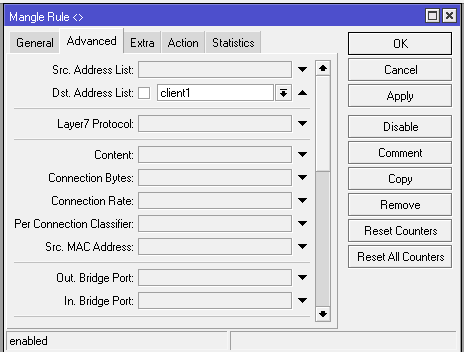 Mangle Rule <>
General Advanced Extra Action Statistics
Src. Address List:
Dst. Address List: client1
Layer7 Protocol:
Content:
Connection Bytes:
Connection Rate:
Per Connection Classifier:
Src. MAC Address:
Out. Bridge Port:
In. Bridge Port:
OK
Cancel
Apply
Disable
Comment
Copy
Remove
Reset Counters
Reset All Counters
enabled